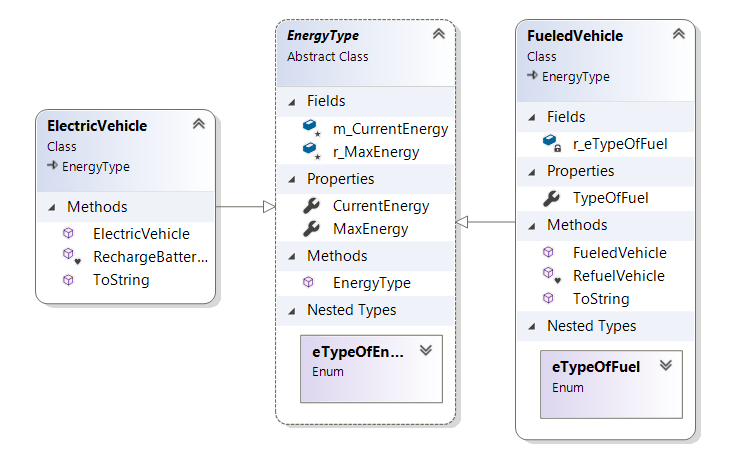 ElectricVehicle
Class
EnergyType
Methods
ElectricVehicle
RechargeBatter...
ToString
EnergyType
Abstract Class
Fields
m_CurrentEnergy
r_MaxEnergy
Properties
CurrentEnergy
MaxEnergy
Methods
EnergyType
Nested Types
eTypeOfEn...
Enum
FueledVehicle
Class
EnergyType
Fields
r_eTypeOfFuel
Properties
TypeOfFuel
Methods
FueledVehicle
RefuelVehicle
ToString
Nested Types
eTypeOfFuel
Enum